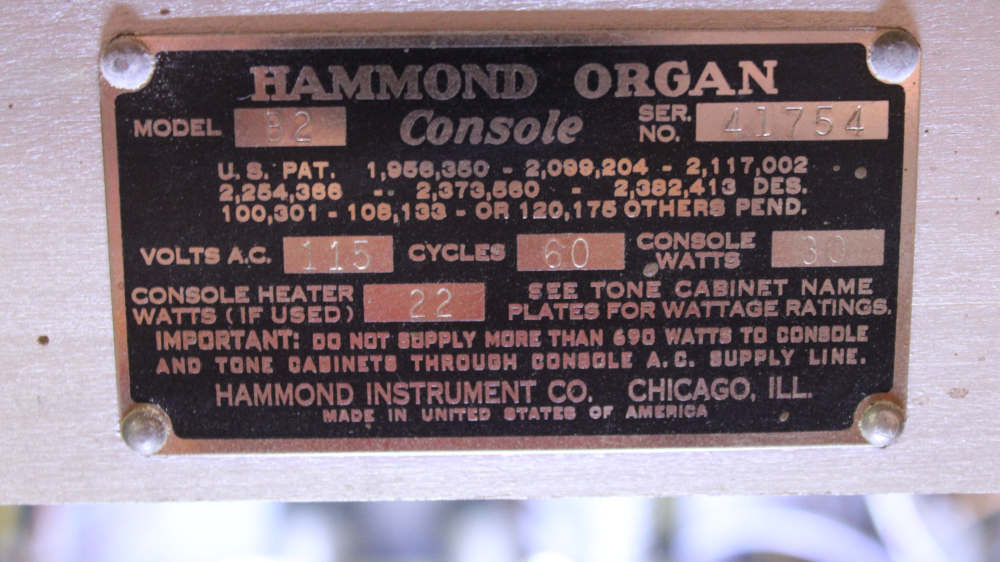 HAMMOND ORGAN
MODEL B2 Console SER. NO. 41754
U.S. PAT. 1,956,350 - 2,099,204 - 2,117,002
2,254,366 - 2,373,560 - 2,382,413 DES.
100,301 - 108,133 - OR 120,175 OTHERS PEND.
VOLTS A.C. 115 CYCLES 60 CONSOLE WATTS 30
CONSOLE HEATER WATTS (IF USED) 22 SEE TONE CABINET NAME PLATES FOR WATTAGE RATINGS.
IMPORTANT: DO NOT SUPPLY MORE THAN 690 WATTS TO CONSOLE
AND TONE CABINETS THROUGH CONSOLE A.C. SUPPLY LINE.
HAMMOND INSTRUMENT CO. CHICAGO, ILL.
MADE IN UNITED STATES OF AMERICA